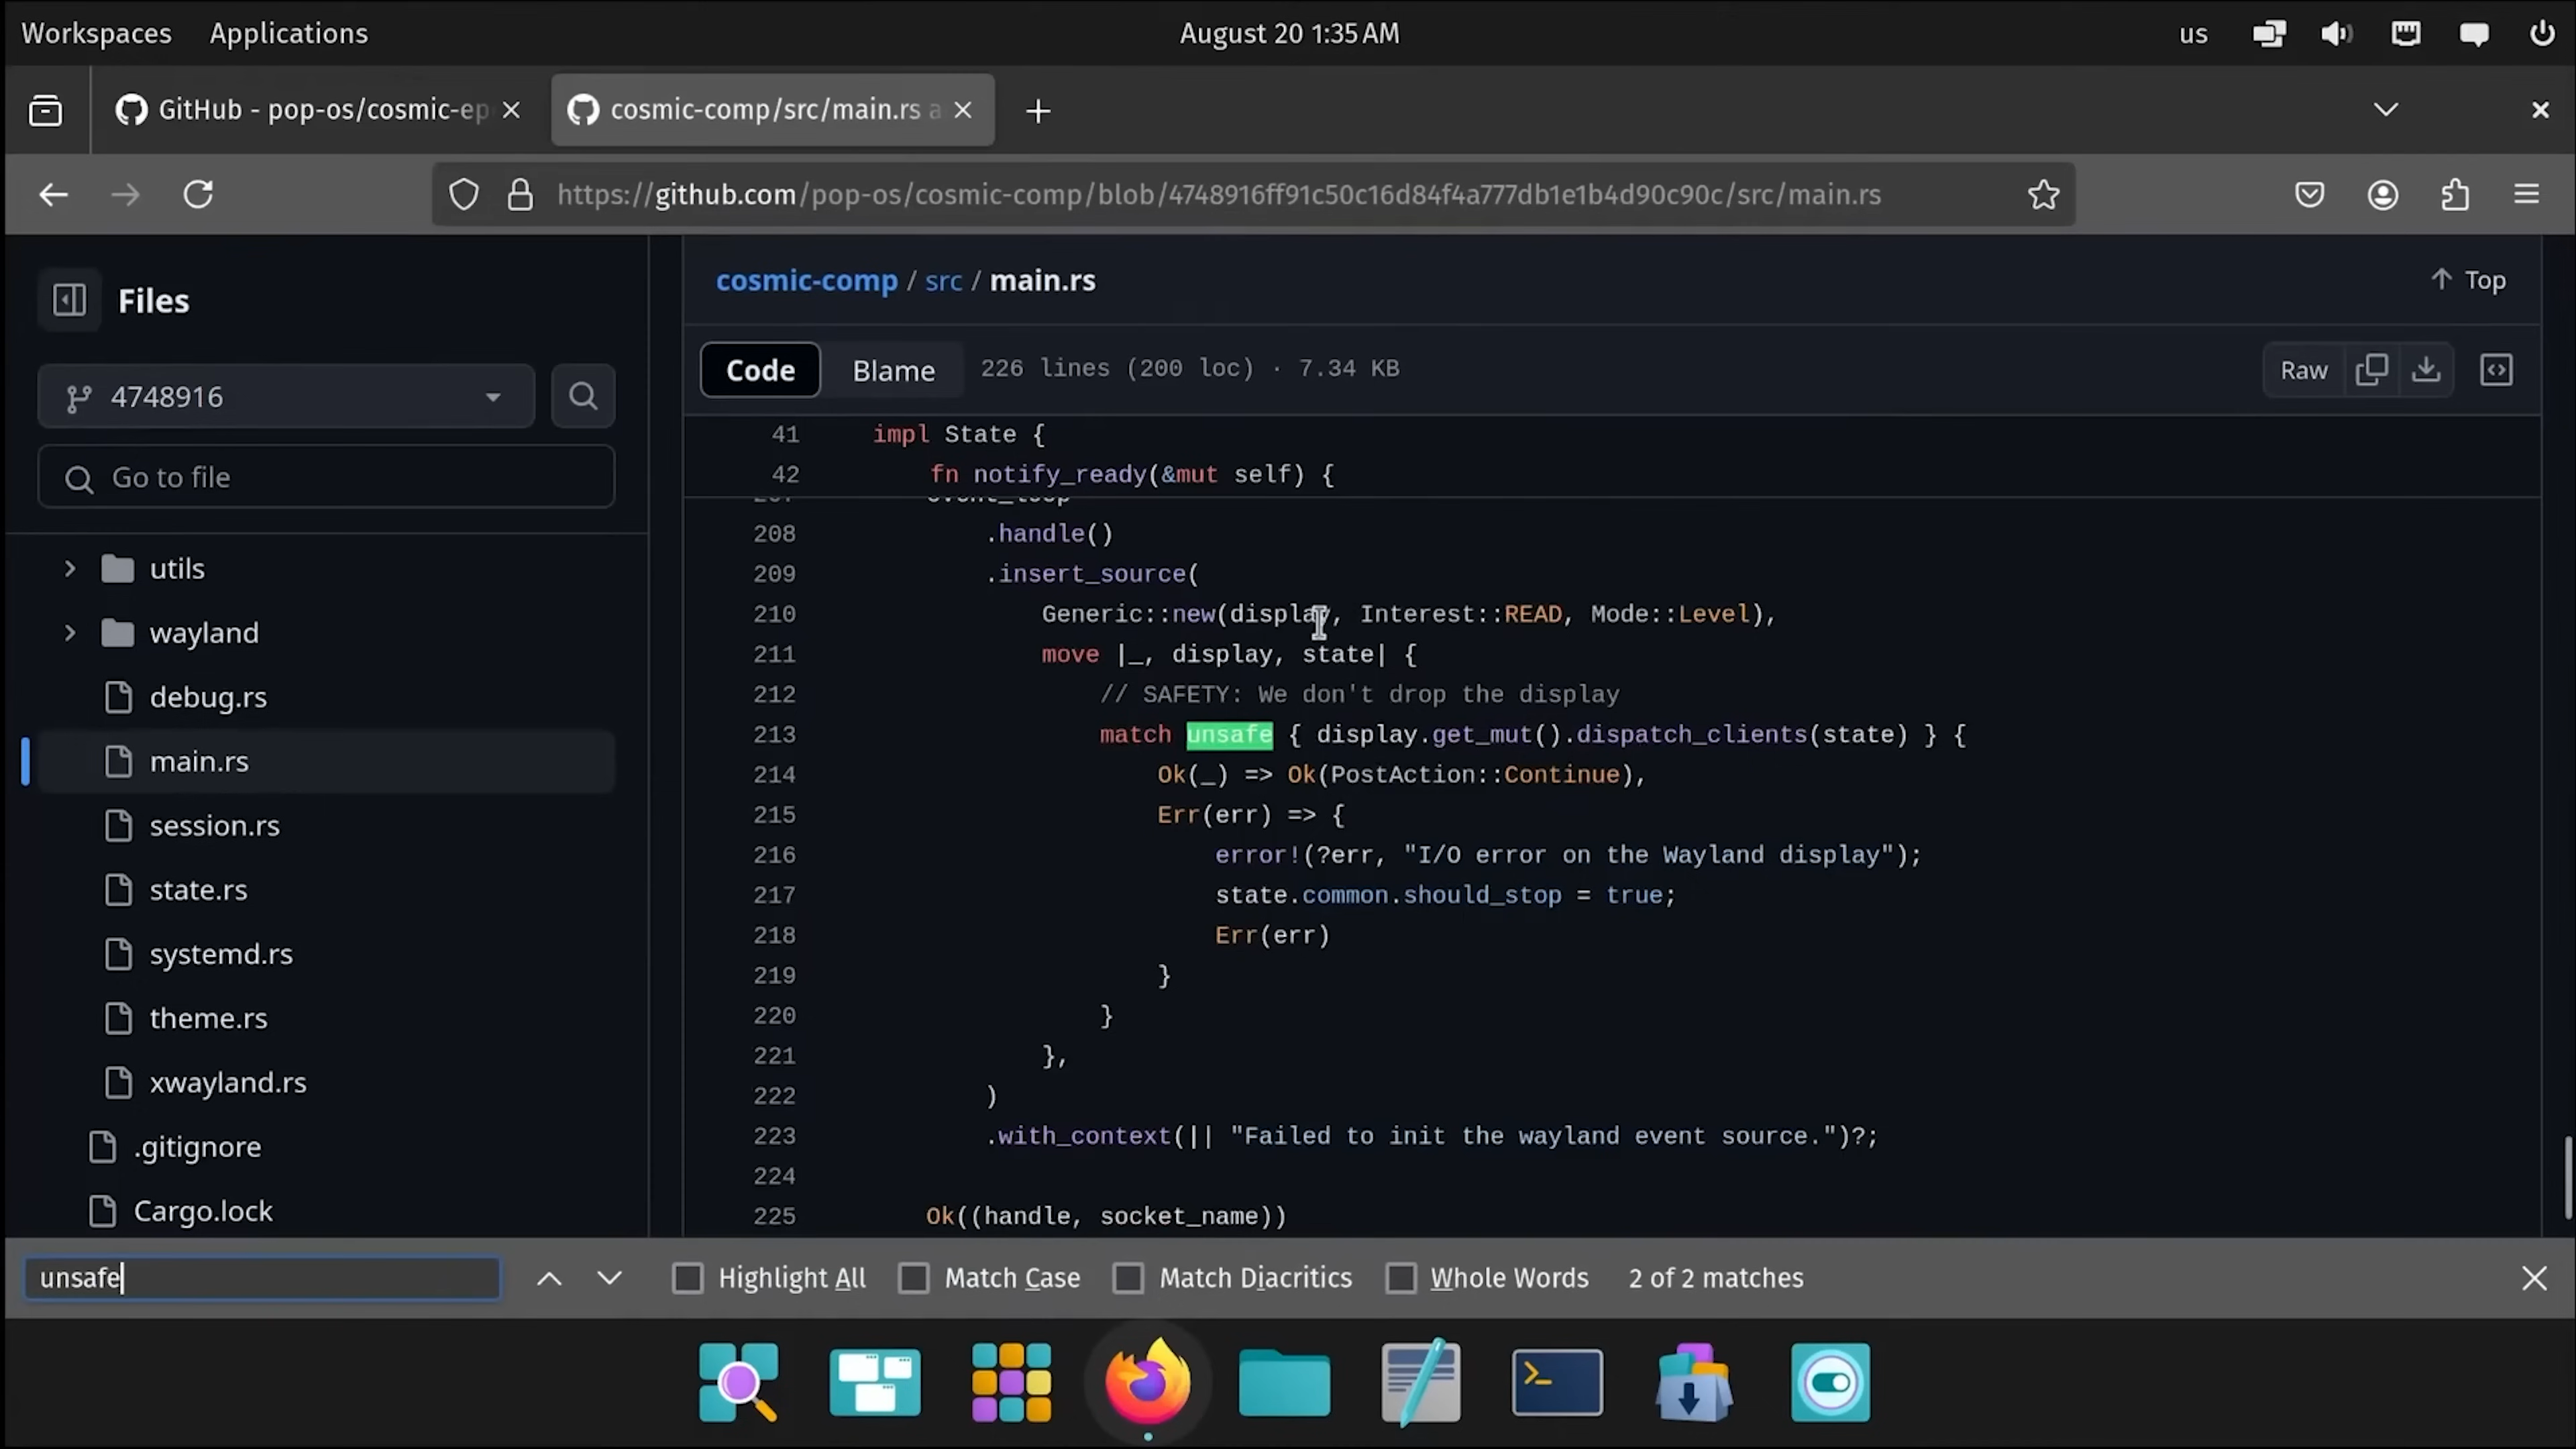 Workspaces Applications August 20 1:35 AM us
GitHub - pop-os/cosmic-ep cosmic-comp/src/main.rs a
https://github.com/pop-os/cosmic-comp/blob/4748916ff91c50c16d84f4a777db1e1b4d90c90c/src/main.rs
Files
4748916
Go to file
utils
wayland
debug.rs
main.rs
session.rs
state.rs
systemd.rs
theme.rs
xwayland.rs
.gitignore
Cargo.lock
cosmic-comp / src / main.rs Top
Code Blame 226 lines (200 loc) · 7.34 KB Raw
41 impl State {
42 fn notify_ready(&mut self) {
208 .handle()
209 .insert_source(
210 Generic::new(display, Interest::READ, Mode::Level),
211 move |_, display, state| {
212 // SAFETY: We don't drop the display
213 match unsafe { display.get_mut().dispatch_clients(state) } {
214 Ok(_) => Ok(PostAction::Continue),
215 Err(err) => {
216 error!(?err, "I/O error on the Wayland display");
217 state.common.should_stop = true;
218 Err(err)
219 }
220 }
221 },
222 )
223 .with_context(|| "Failed to init the wayland event source.")?;
224
225 Ok((handle, socket_name))
unsafe Highlight All Match Case Match Diacritics Whole Words 2 of 2 matches